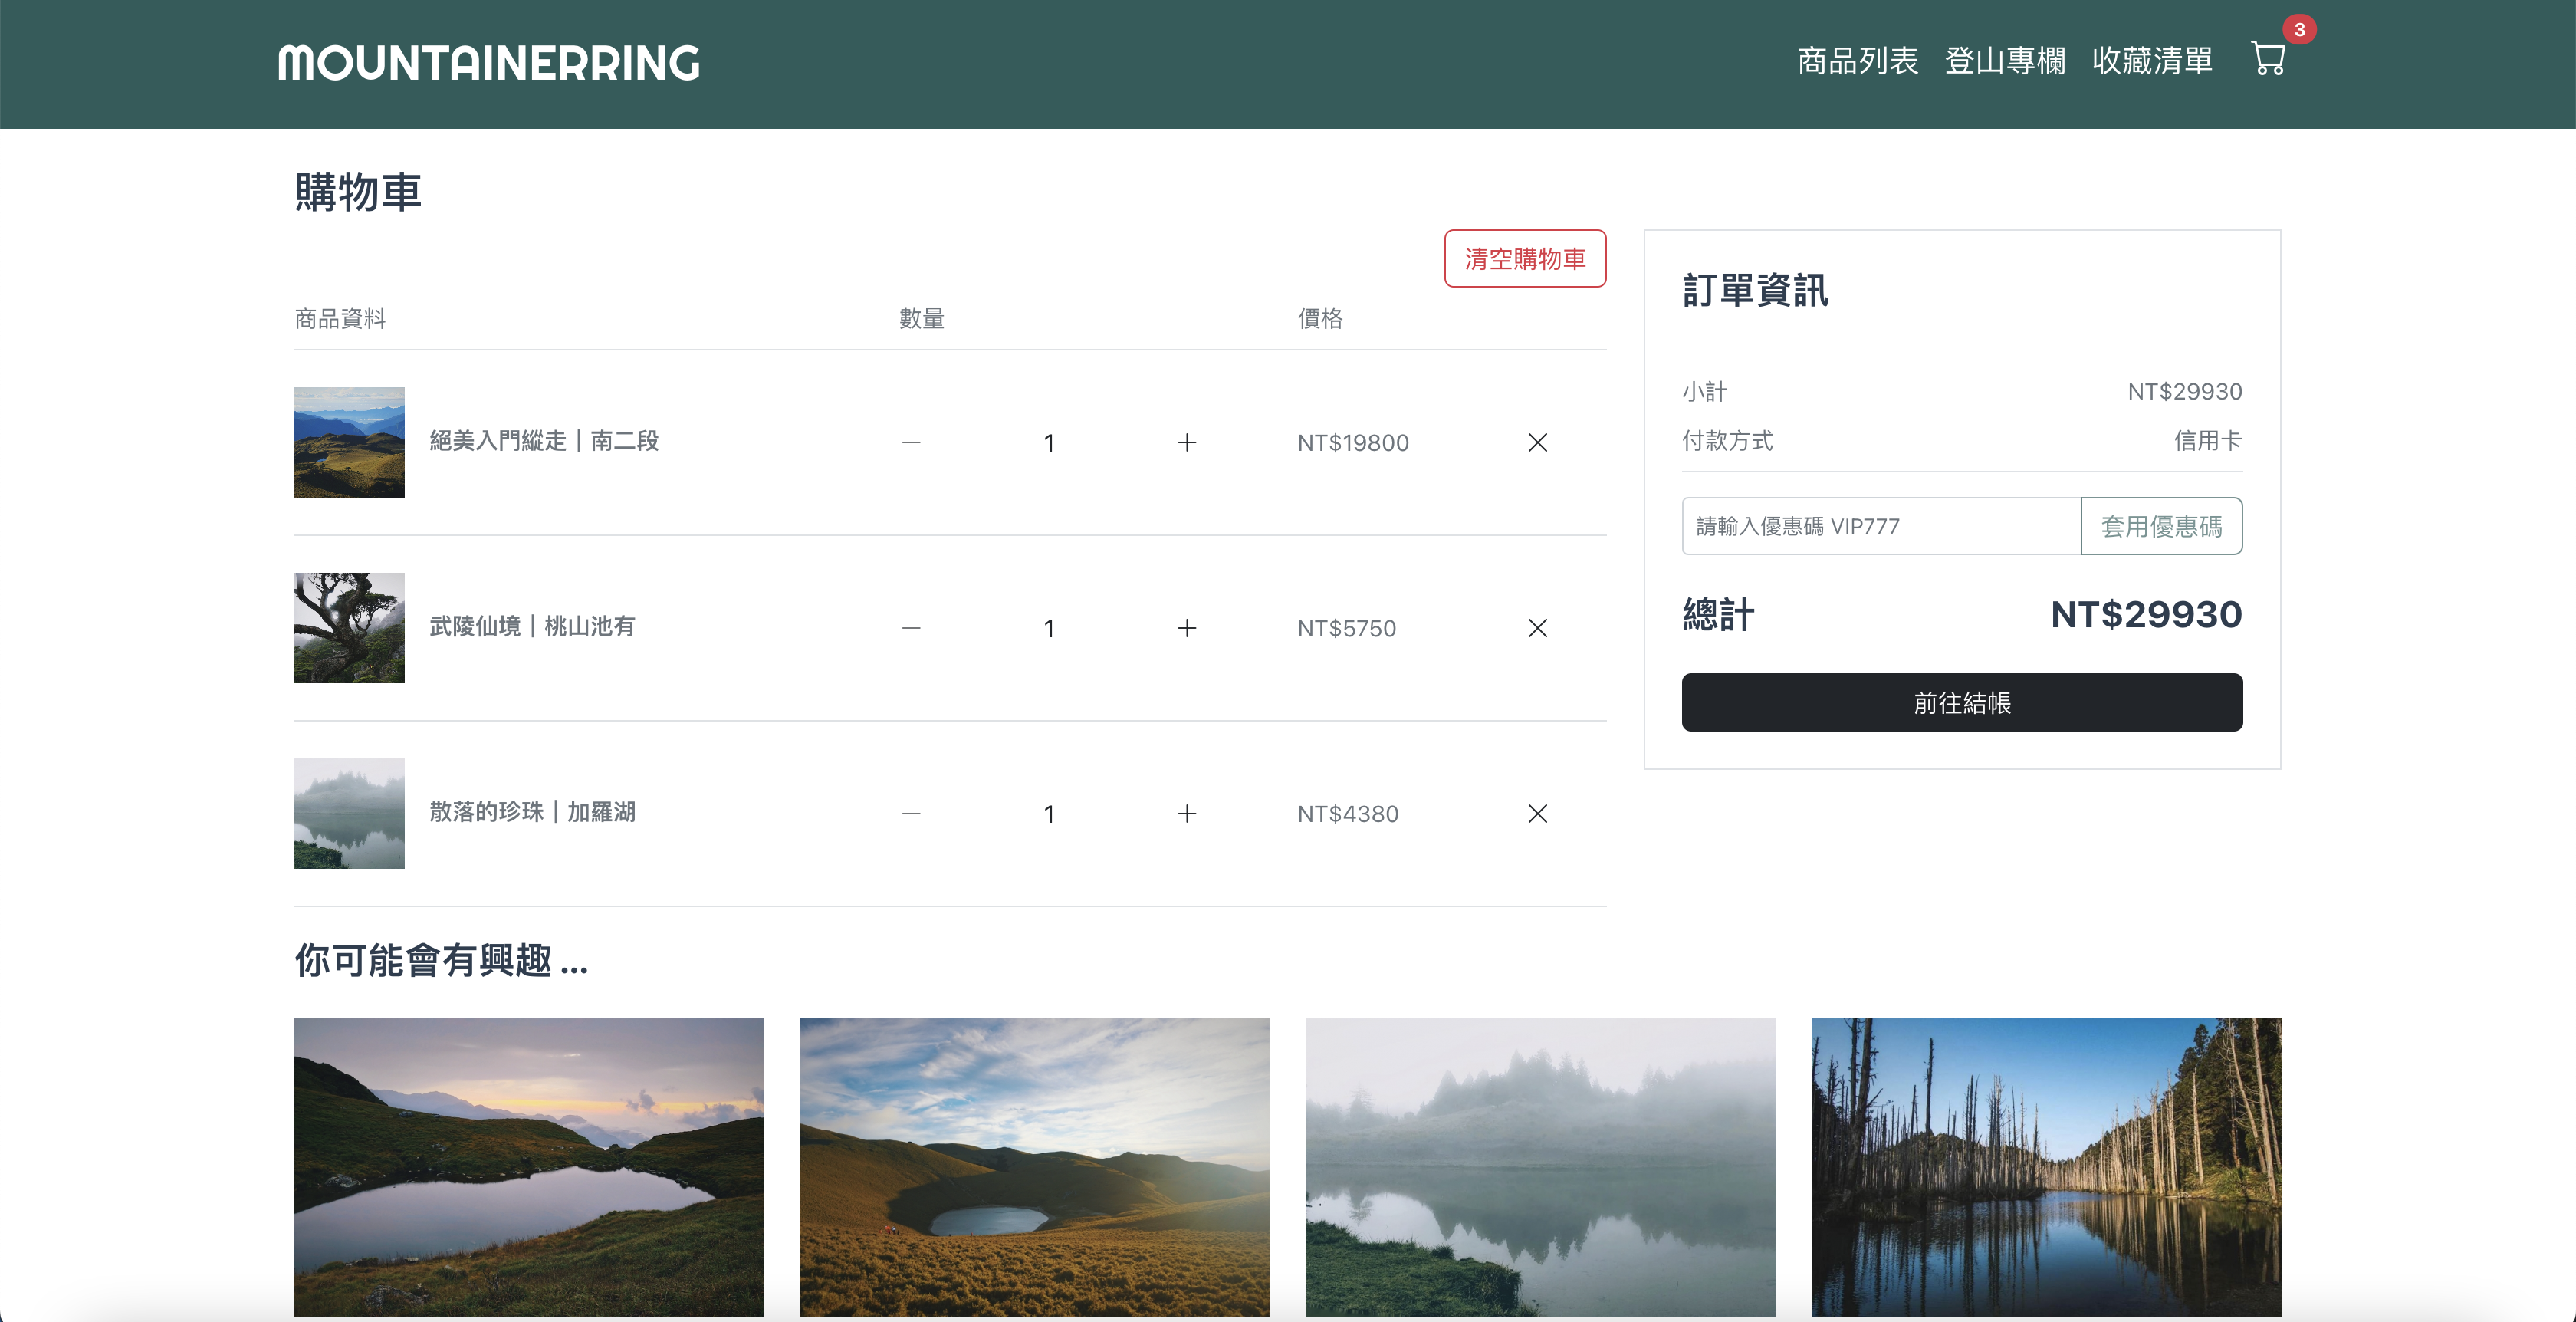 MOUNTAINERRING
商品列表 登山專欄 收藏清單 3
購物車
清空購物車
商品資料 數量 價格
絕美入門縱走｜南二段 1 NT$19800
武陵仙境｜桃山池有 1 NT$5750
散落的珍珠｜加羅湖 1 NT$4380
訂單資訊
小計 NT$29930
付款方式 信用卡
請輸入優惠碼 VIP777 套用優惠碼
總計 NT$29930
前往結帳
你可能會有興趣 ...